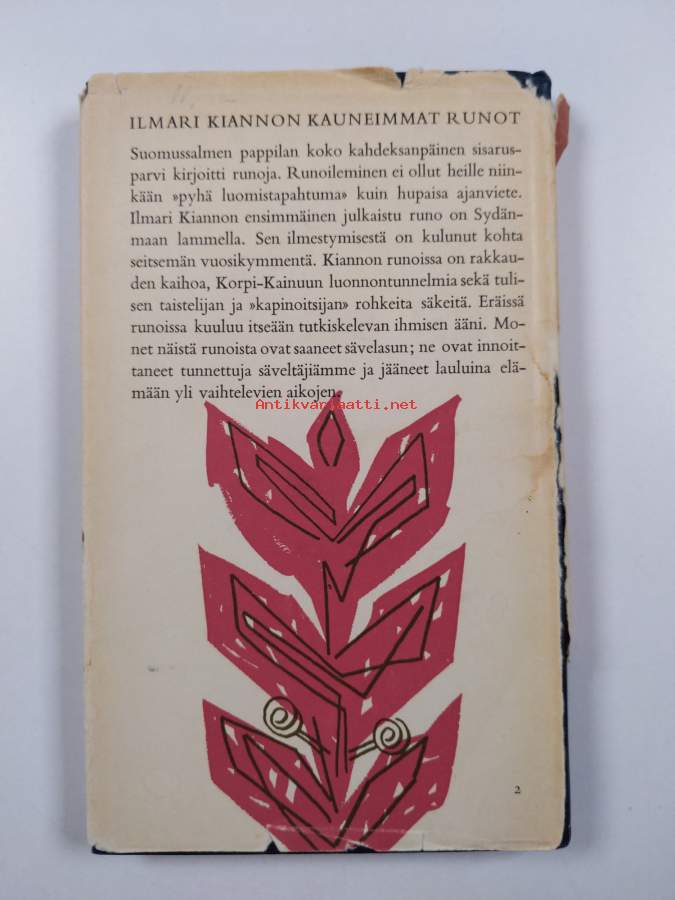 ILMARI KIANNON KAUNEIMMAT RUNOT
Suomussalmen pappilan koko kahdeksanpäinen sisarus-
parvi kirjoitti runoja. Runoileminen ei ollut heille niin-
kään »pyhä luomistapahtuma» kuin hupaisa ajanviete.
Ilmari Kiannon ensimmäinen julkaistu runo on Sydän-
maan lammella. Sen ilmestymisestä on kulunut kohta
seitsemän vuosikymmentä. Kiannon runoissa on rakkau-
den kaihoa, Korpi-Kainuun luonnontunnelmia sekä tuli-
sen taistelijan ja »kapinoitsijan» rohkeita säkeitä. Eräissä
runoissa kuuluu itseään tutkiskelevan ihmisen ääni. Mo-
net näistä runoista ovat saaneet sävelasun; ne ovat innoit-
taneet tunnettuja säveltäjiämme ja jääneet lauluina elä-
mään yli vaihtelevien aikojen.
Antikvariaatti.net
2